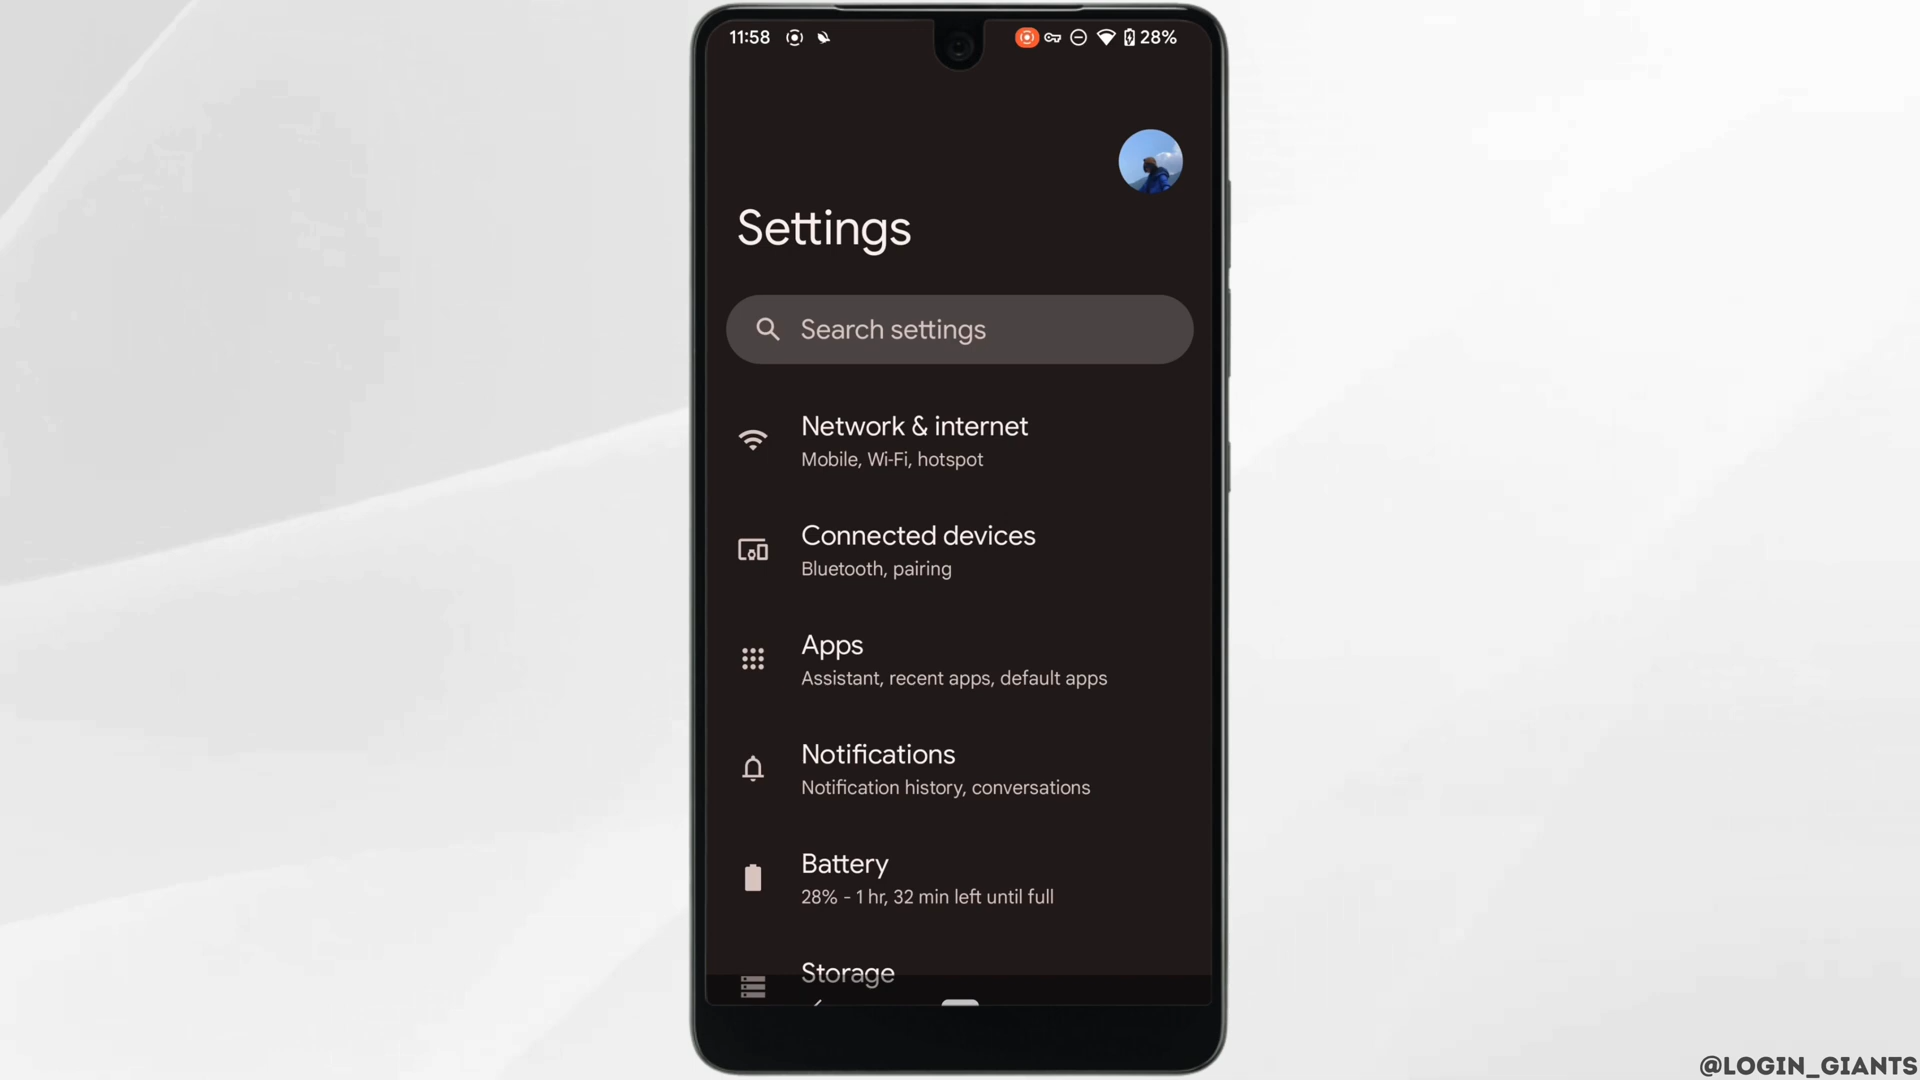 11:58
28%
Settings
Search settings
Network & internet
Mobile, Wi-Fi, hotspot
Connected devices
Bluetooth, pairing
Apps
Assistant, recent apps, default apps
Notifications
Notification history, conversations
Battery
28% - 1 hr, 32 min left until full
Storage
@LOGIN_GIANTS